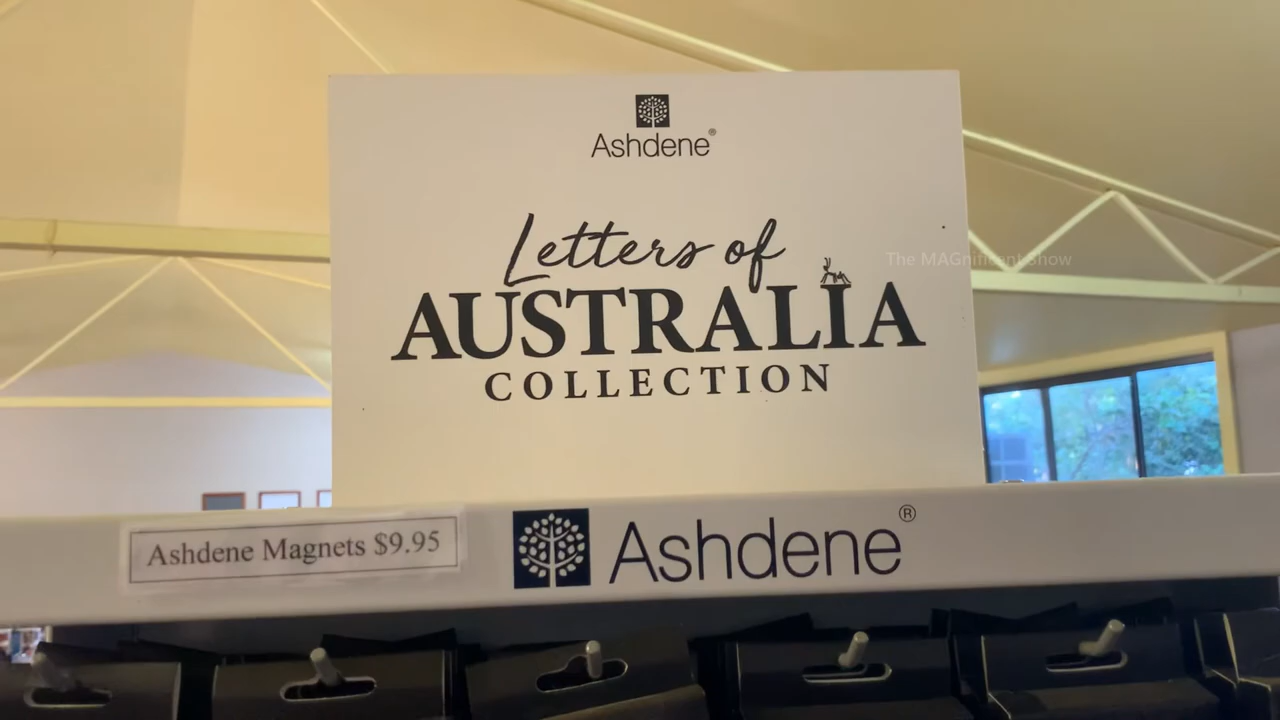 Ashdene®
Letters of
AUSTRALIA
COLLECTION
The MAGnificent Show
Ashdene Magnets $9.95
Ashdene®